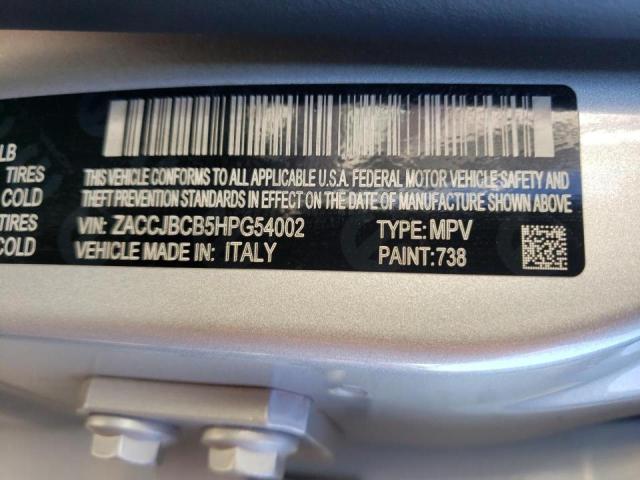 LB
TIRES
COLD
TIRES
COLD
THIS VEHICLE CONFORMS TO ALL APPLICABLE U.S.A. FEDERAL MOTOR VEHICLE SAFETY AND
THEFT PREVENTION STANDARDS IN EFFECT ON THE DATE OF MANUFACTURE SHOWN ABOVE
VIN: ZACCJBCB5HPG54002 TYPE: MPV
VEHICLE MADE IN: ITALY PAINT:738